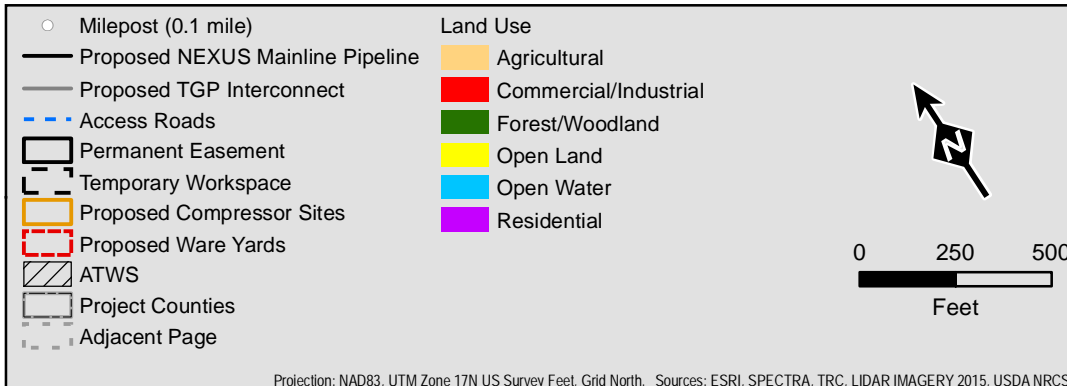 Milepost (0.1 mile)
Proposed NEXUS Mainline Pipeline
Proposed TGP Interconnect
Access Roads
Permanent Easement
Temporary Workspace
Proposed Compressor Sites
Proposed Ware Yards
ATWS
Project Counties
Adjacent Page
Land Use
Agricultural
Commercial/Industrial
Forest/Woodland
Open Land
Open Water
Residential
N
0 250 500
Feet
Projection: NAD83, UTM Zone 17N US Survey Feet, Grid North, Sources: ESRI, SPECTRA, TRC, LIDAR IMAGERY 2015, USDA NRCS